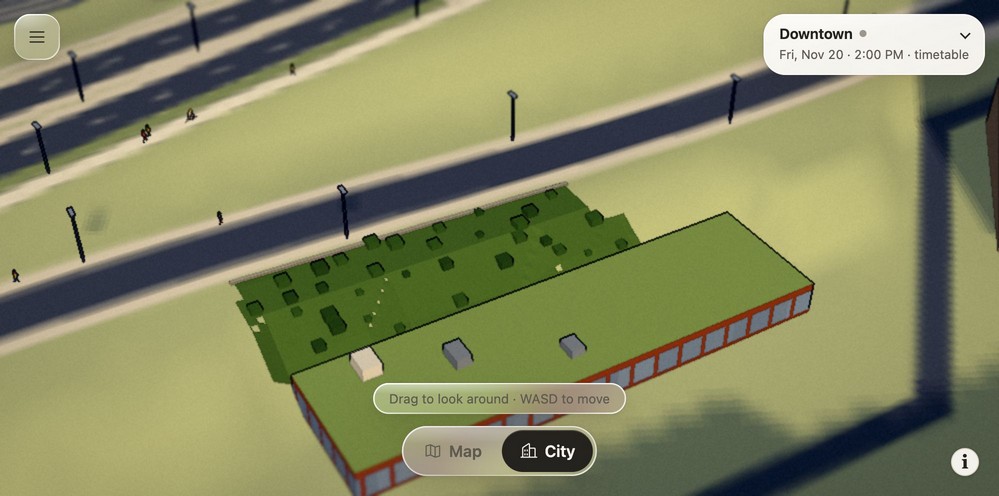 Downtown
Fri, Nov 20 · 2:00 PM · timetable
Drag to look around · WASD to move
Map
City
i